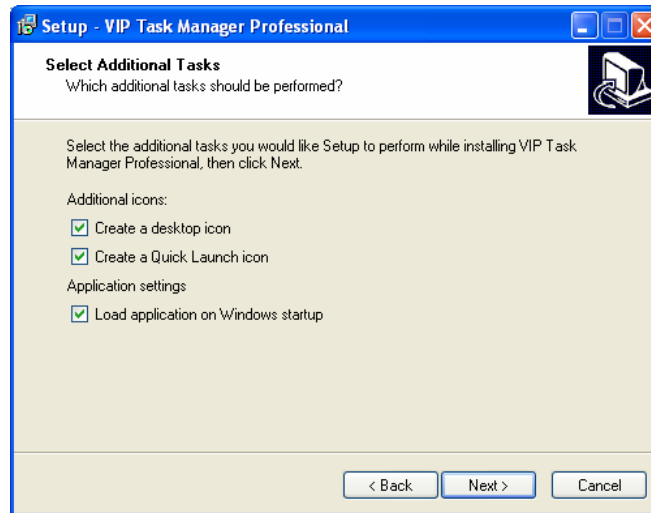 Setup - VIP Task Manager Professional
Select Additional Tasks
Which additional tasks should be performed?
Select the additional tasks you would like Setup to perform while installing VIP Task
Manager Professional, then click Next.
Additional icons:
Create a desktop icon
Create a Quick Launch icon
Application settings
Load application on Windows startup
< Back Next > Cancel